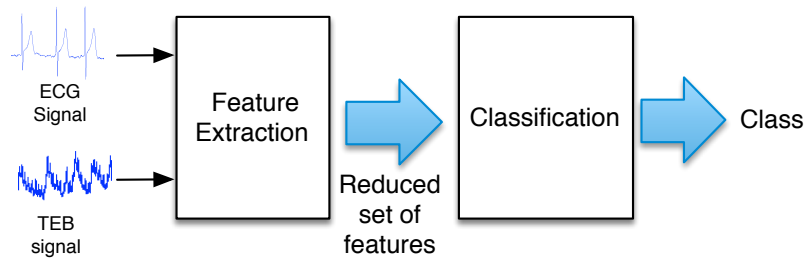 ECG
Signal
TEB
signal
Feature
Extraction
Reduced
set of
features
Classification
Class